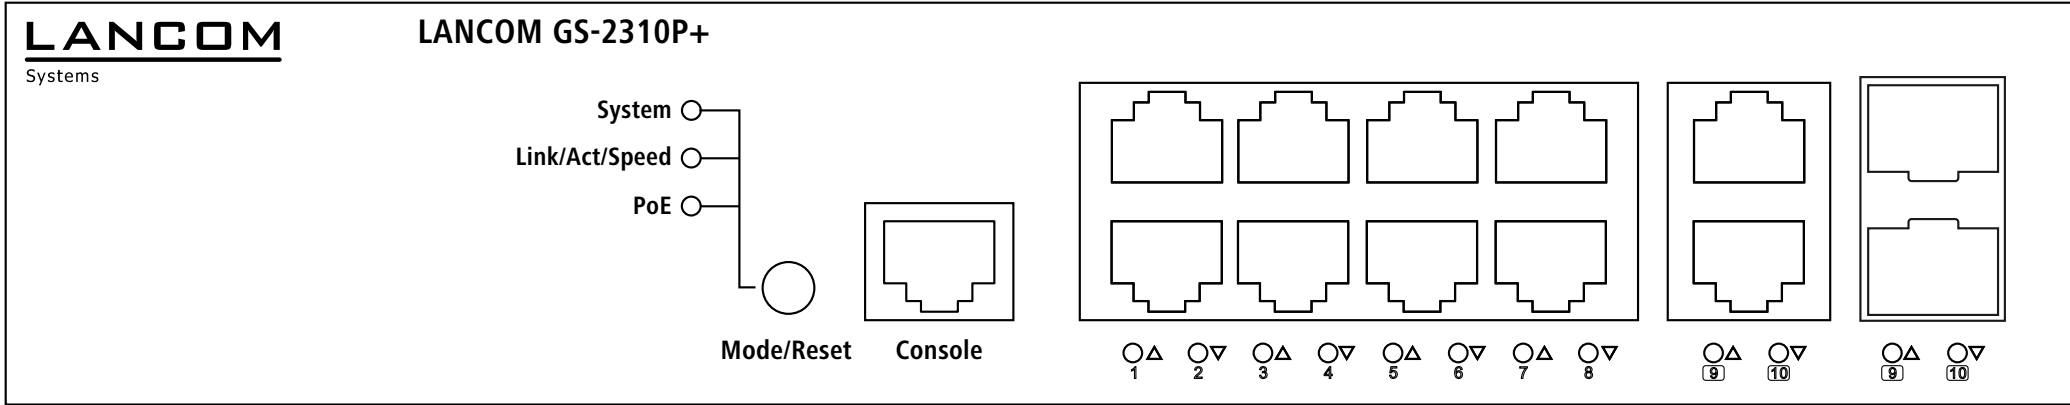 LANCOM
Systems
LANCOM GS-2310P+
System
Link/Act/Speed
PoE
Mode/Reset
Console
1 2 3 4 5 6 7 8 9 10 9 10